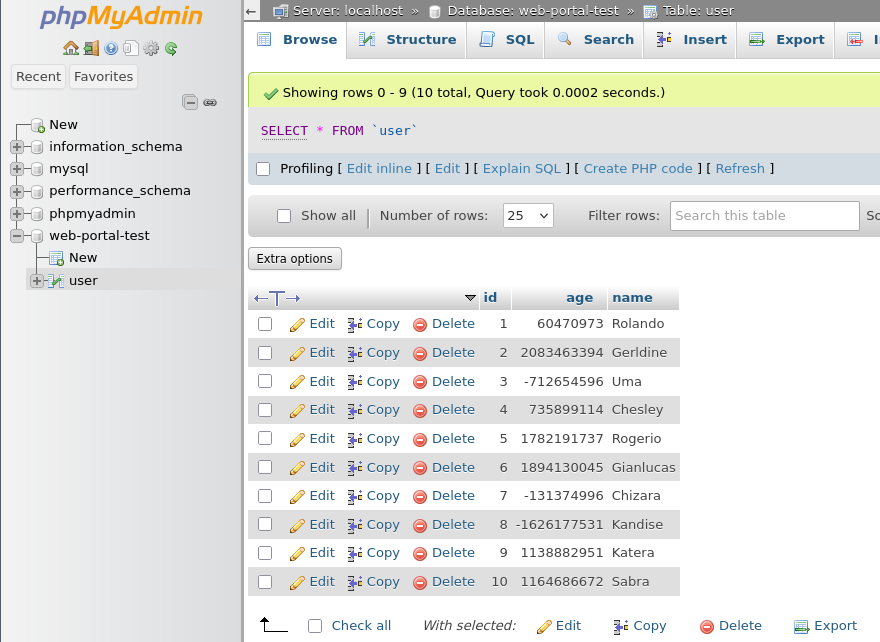 phpMyAdmin
Recent Favorites
New
information_schema
mysql
performance_schema
phpmyadmin
web-portal-test
New
user
Server: localhost » Database: web-portal-test » Table: user
Browse Structure SQL Search Insert Export
Showing rows 0 - 9 (10 total, Query took 0.0002 seconds.)
SELECT * FROM `user`
Profiling [ Edit inline ] [ Edit ] [ Explain SQL ] [ Create PHP code ] [ Refresh ]
Show all Number of rows: 25 Filter rows: Search this table
Extra options
id age name
Edit Copy Delete 1 60470973 Rolando
Edit Copy Delete 2 2083463394 Gerldine
Edit Copy Delete 3 -712654596 Uma
Edit Copy Delete 4 735899114 Chesley
Edit Copy Delete 5 1782191737 Rogerio
Edit Copy Delete 6 1894130045 Gianlucas
Edit Copy Delete 7 -131374996 Chizara
Edit Copy Delete 8 -1626177531 Kandise
Edit Copy Delete 9 1138882951 Katera
Edit Copy Delete 10 1164686672 Sabra
Check all With selected: Edit Copy Delete Export